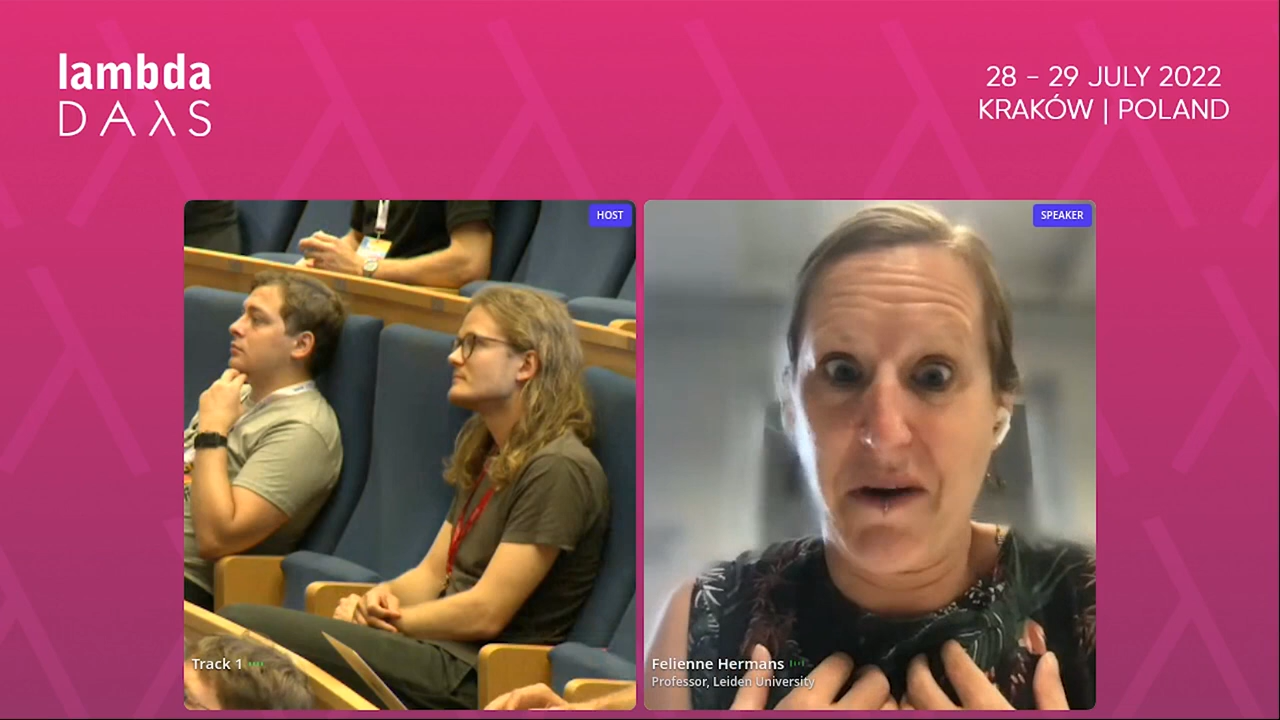 lambda
DAλS
28 – 29 JULY 2022
KRAKÓW | POLAND
HOST
SPEAKER
Track 1
Felienne Hermans
Professor, Leiden University